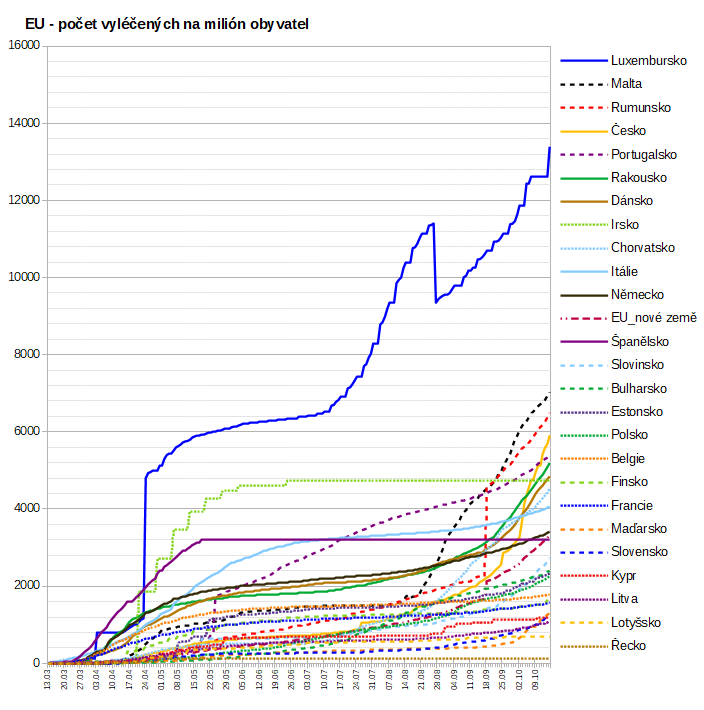 EU - počet vyléčených na milión obyvatel
16000
14000
12000
10000
8000
6000
4000
2000
0
13.03 20.03 27.03 03.04 10.04 17.04 24.04 01.05 08.05 15.05 22.05 29.05 05.06 12.06 19.06 26.06 03.07 10.07 17.07 24.07 31.07 07.08 14.08 21.08 28.08 04.09 11.09 18.09 25.09 02.10 09.10
Luxembursko
Malta
Rumunsko
Česko
Portugalsko
Rakousko
Dánsko
Irsko
Chorvatsko
Itálie
Německo
EU_nové země
Španělsko
Slovinsko
Bulharsko
Estonsko
Polsko
Belgie
Finsko
Francie
Maďarsko
Slovensko
Kypr
Litva
Lotyšsko
Řecko